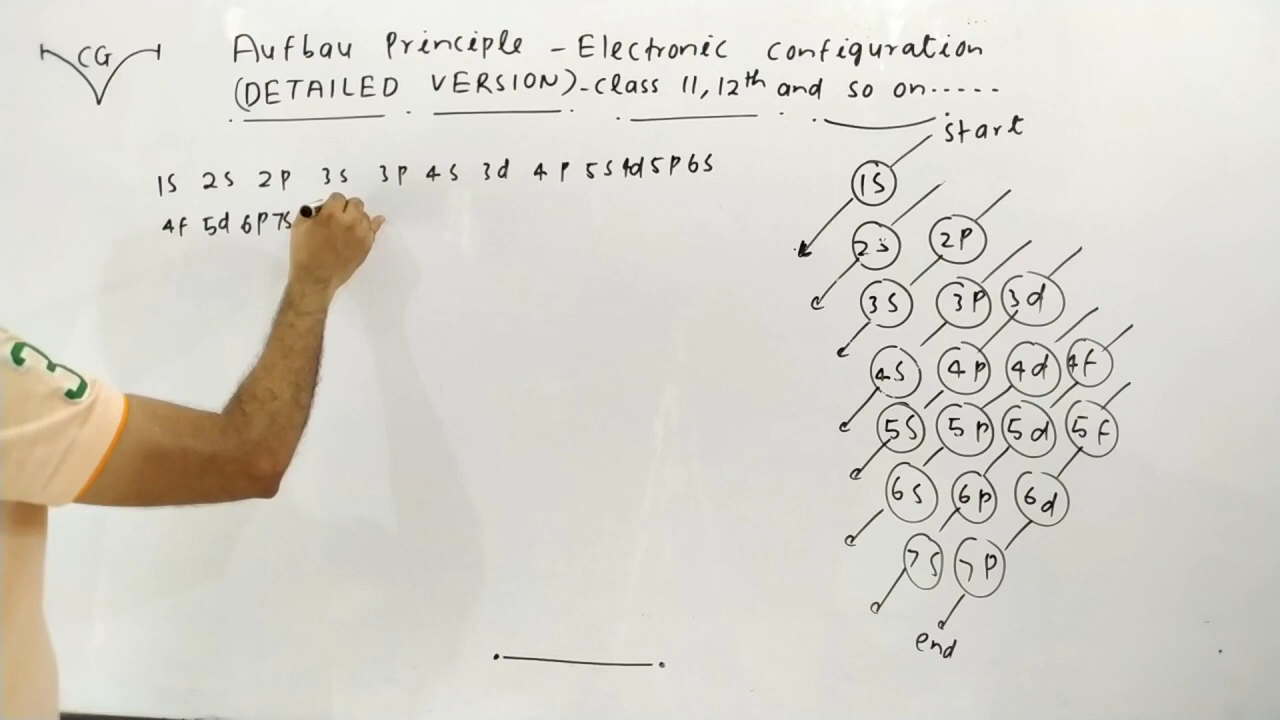 CG
Aufbau Principle - Electronic configuration
(DETAILED VERSION)-class 11, 12th and so on.....
start
1S 2S 2P 3S 3P 4S 3d 4P 5S 4d 5P 6S
4f 5d 6P 7S
1S
2S 2P
3S 3P 3d
4S 4P 4d 4f
5S 5P 5d 5f
6S 6P 6d
7S 7P
end
3